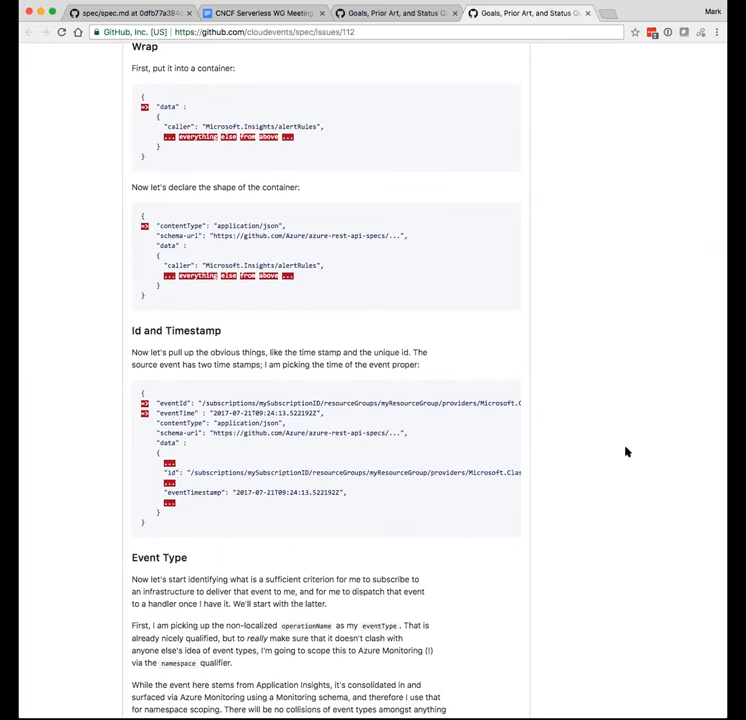 spec/spec.md at 0dfb77a384
CNCF Serverless WG Meeting
Goals, Prior Art, and Status Qu
Goals, Prior Art, and Status Qu
Mark
GitHub, Inc. [US] | https://github.com/cloudevents/spec/issues/112
Wrap
First, put it into a container:
{
=> "data" :
{
"caller": "Microsoft.Insights/alertRules",
... everything else from above ...
}
}
Now let's declare the shape of the container:
{
=> "contentType": "application/json",
"schema-url": "https://github.com/Azure/azure-rest-api-specs/...",
"data" :
{
"caller": "Microsoft.Insights/alertRules",
... everything else from above ...
}
}
Id and Timestamp
Now let's pull up the obvious things, like the time stamp and the unique id. The
source event has two time stamps; I am picking the time of the event proper:
{
=> "eventId": "/subscriptions/mySubscriptionID/resourceGroups/myResourceGroup/providers/Microsoft.C
=> "eventTime" : "2017-07-21T09:24:13.522192Z",
"contentType": "application/json",
"schema-url": "https://github.com/Azure/azure-rest-api-specs/...",
"data" :
{
...
"id": "/subscriptions/mySubscriptionID/resourceGroups/myResourceGroup/providers/Microsoft.Clas
...
"eventTimestamp": "2017-07-21T09:24:13.522192Z",
...
}
}
Event Type
Now let's start identifying what is a sufficient criterion for me to subscribe to
an infrastructure to deliver that event to me, and for me to dispatch that event
to a handler once I have it. We'll start with the latter.
First, I am picking up the non-localized operationName as my eventType. That is
already nicely qualified, but to really make sure that it doesn't clash with
anyone else's idea of event types, I'm going to scope this to Azure Monitoring (!)
via the namespace qualifier.
While the event here stems from Application Insights, it's consolidated in and
surfaced via Azure Monitoring using a Monitoring schema, and therefore I use that
for namespace scoping. There will be no collisions of event types amongst anything